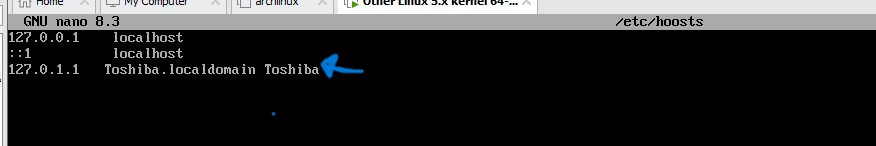 Home My Computer archlinux Other Linux 5.x kernel 64-...
GNU nano 8.3 /etc/hoosts
127.0.0.1 localhost
::1 localhost
127.0.1.1 Toshiba.localdomain Toshiba